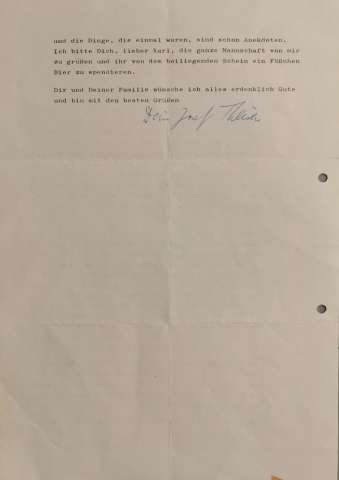 und die Dinge, die einmal waren, sind schon Anekdoten.
Ich bitte Dich, lieber Kari, die ganze Mannschaft von mir
zu grüßen und ihr von dem beiliegenden Schein ein Fläschen
Bier zu spendieren.
Dir und Deiner Familie wünsche ich alles erdenklich Gute
und bin mit den besten Grüßen
Dein Josef